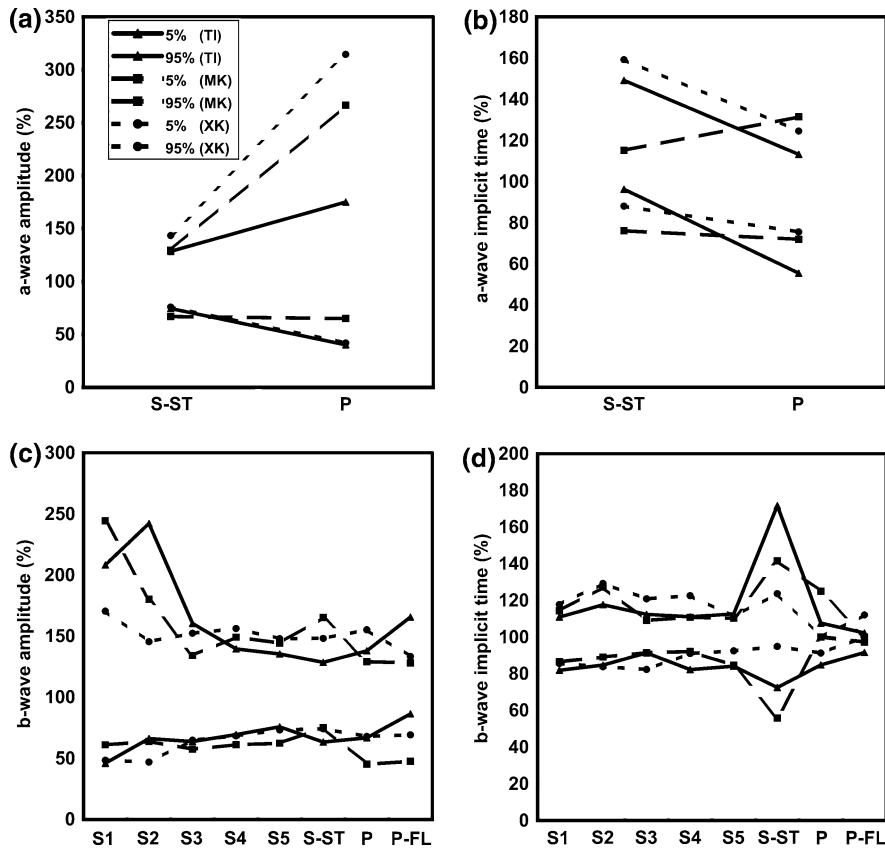 (a)
350
300
250
200
150
100
50
0
a-wave amplitude (%)
5% (TI)
95% (TI)
5% (MK)
95% (MK)
5% (XK)
95% (XK)
S-ST P
(b)
180
160
140
120
100
80
60
40
20
0
a-wave implicit time (%)
S-ST P
(c)
300
250
200
150
100
50
0
b-wave amplitude (%)
S1 S2 S3 S4 S5 S-ST P P-FL
(d)
200
180
160
140
120
100
80
60
40
20
0
b-wave implicit time (%)
S1 S2 S3 S4 S5 S-ST P P-FL